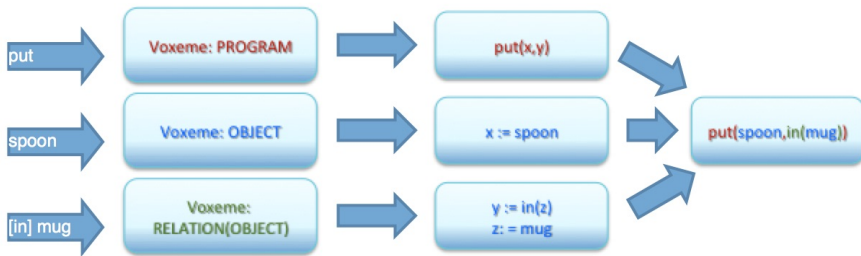 put
Voxeme: PROGRAM
put(x,y)
spoon
Voxeme: OBJECT
x := spoon
put(spoon,in(mug))
[in] mug
Voxeme:
RELATION(OBJECT)
y := in(z)
z: = mug